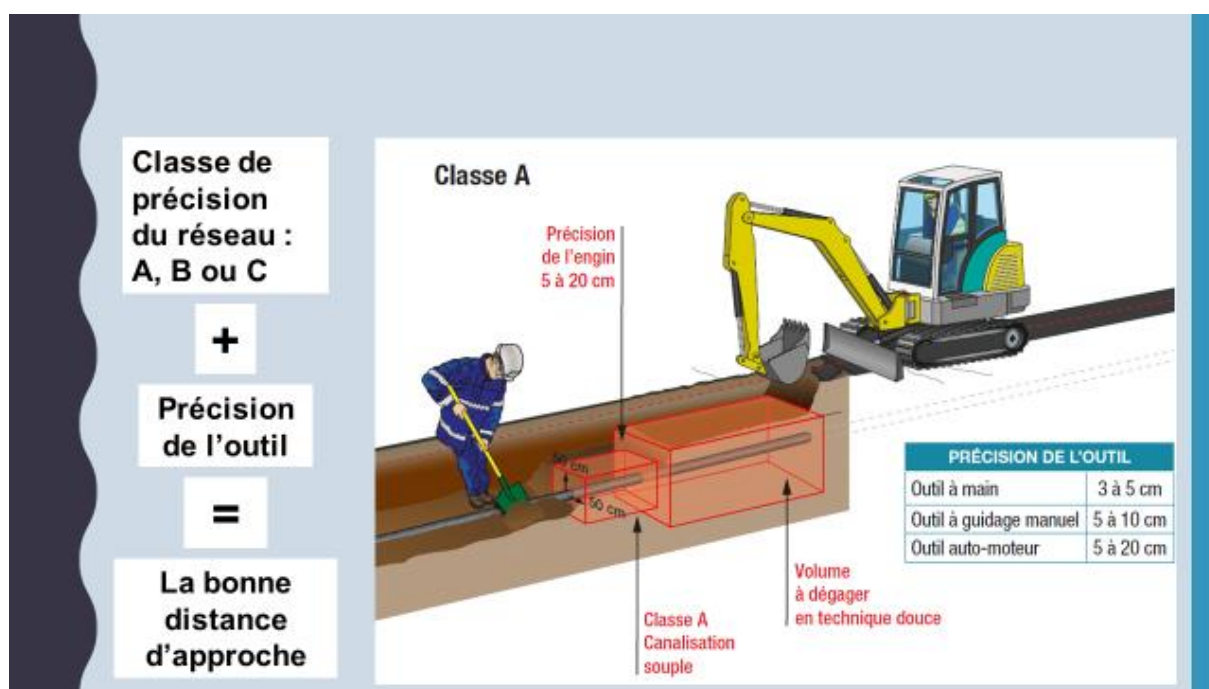 Classe de
précision
du réseau :
A, B ou C
+
Précision
de l'outil
=
La bonne
distance
d'approche
Classe A
Précision
de l'engin
5 à 20 cm
50 cm
50 cm
Classe A
Canalisation
souple
Volume
à dégager
en technique douce
PRÉCISION DE L'OUTIL
Outil à main 3 à 5 cm
Outil à guidage manuel 5 à 10 cm
Outil auto-moteur 5 à 20 cm